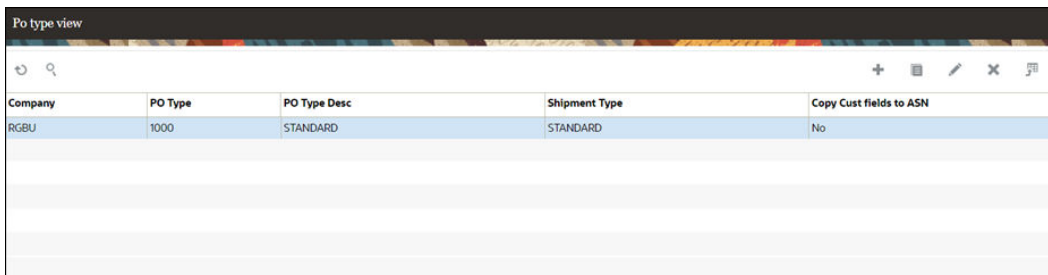 Po type view
Company PO Type PO Type Desc Shipment Type Copy Cust fields to ASN
RGBU 1000 STANDARD STANDARD No